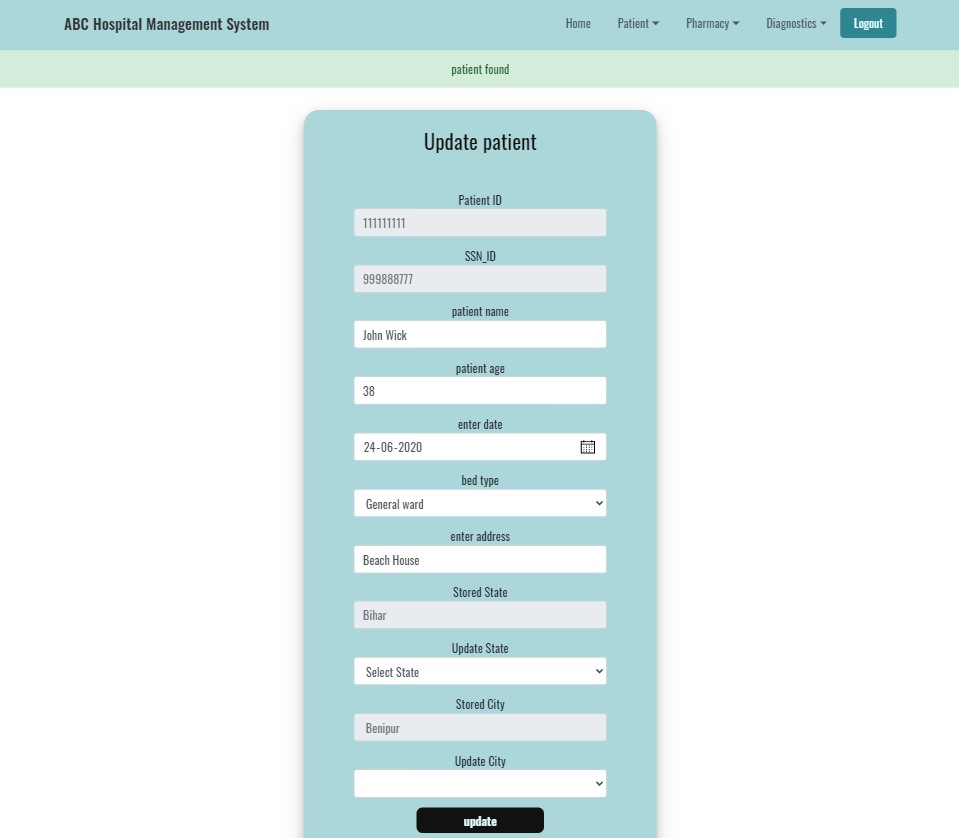 ABC Hospital Management System
Home
Patient
Pharmacy
Diagnostics
Logout
patient found
Update patient
Patient ID
111111111
SSN_ID
999888777
patient name
John Wick
patient age
38
enter date
24-06-2020
bed type
General ward
enter address
Beach House
Stored State
Bihar
Update State
Select State
Stored City
Benipur
Update City
update